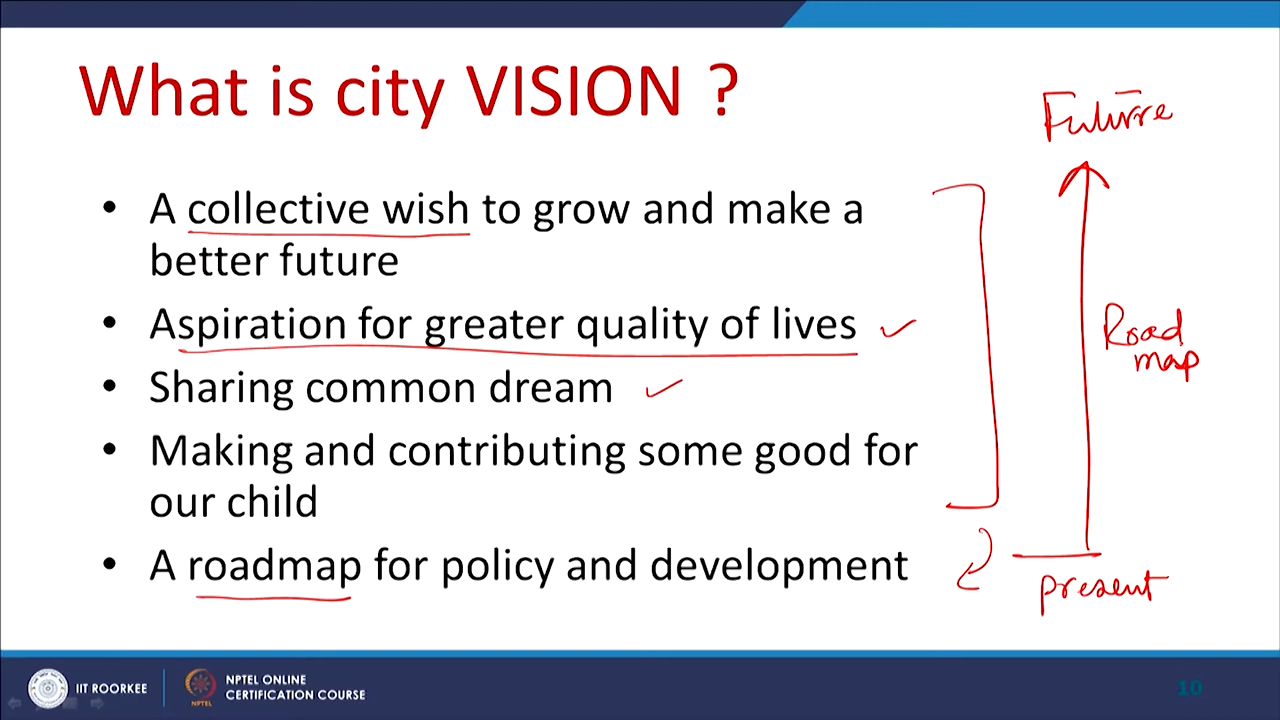 What is city VISION ?
• A collective wish to grow and make a
better future
• Aspiration for greater quality of lives
• Sharing common dream
• Making and contributing some good for
our child
• A roadmap for policy and development
Future
Road
map
present
IIT ROORKEE
NPTEL
NPTEL ONLINE
CERTIFICATION COURSE
10